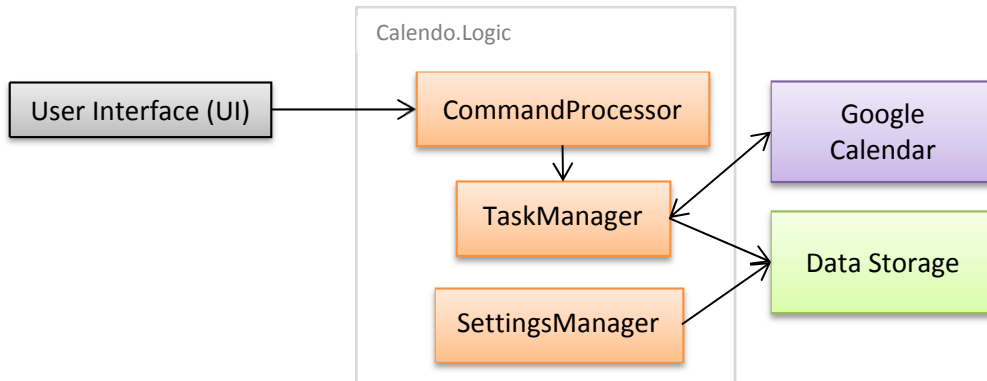 Calendo.Logic
User Interface (UI)
CommandProcessor
Google
Calendar
TaskManager
Data Storage
SettingsManager